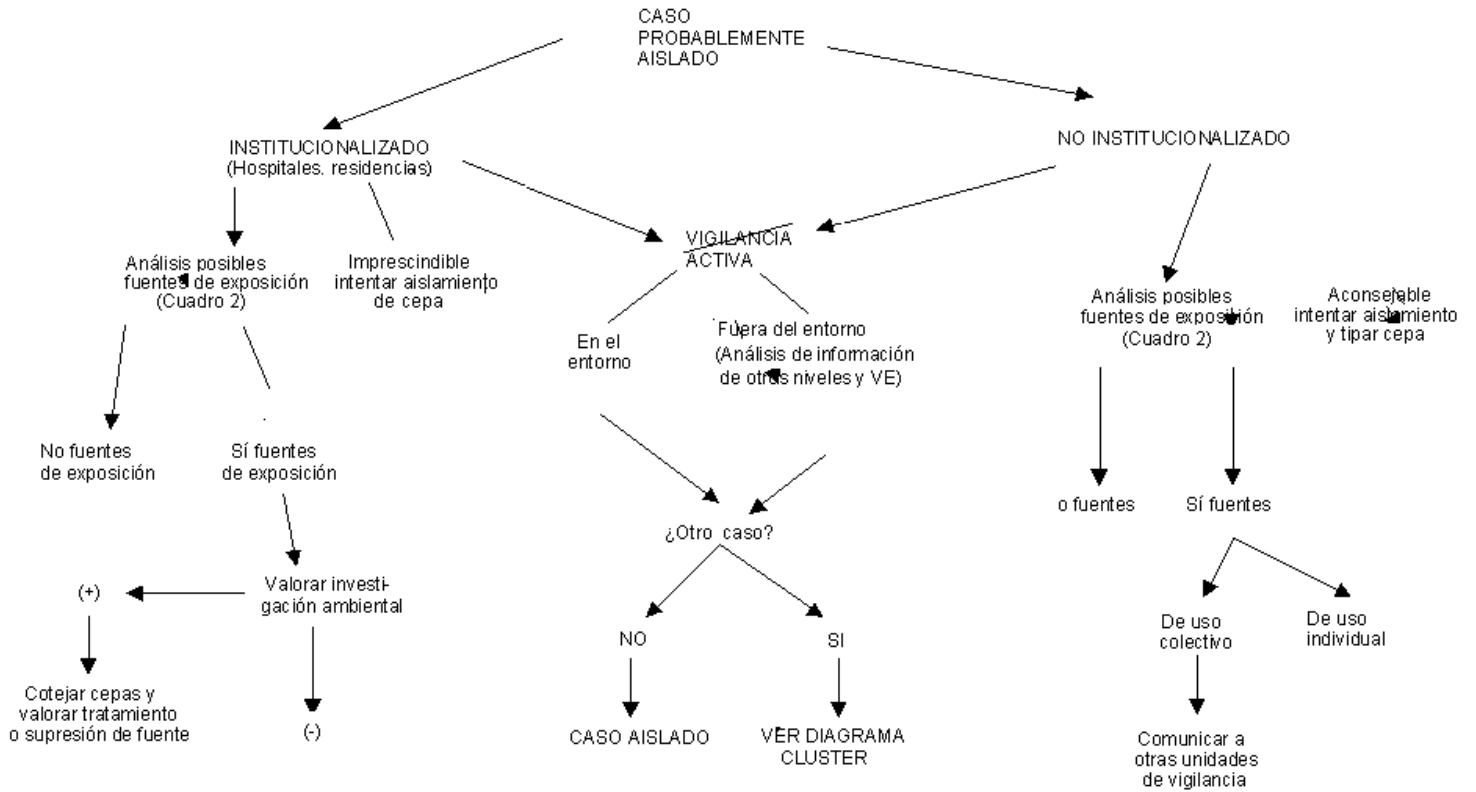 CASO
PROBABLEMENTE
AISLADO
INSTITUCIONALIZADO
(Hospitales. residencias)
NO INSTITUCIONALIZADO
VIGILANCIA
ACTIVA
Análisis posibles
fuentes de exposición
(Cuadro 2)
Imprescindible
intentar aislamiento
de cepa
En el
entorno
Fuera del entorno
(Análisis de información
de otros niveles y VE)
Análisis posibles
fuentes de exposición
(Cuadro 2)
Aconsejable
intentar aislamiento
y tipar cepa
No fuentes
de exposición
Sí fuentes
de exposición
o fuentes
Sí fuentes
¿Otro caso?
(+)
Valorar investi-
gación ambiental
NO
SI
De uso
colectivo
De uso
individual
Cotejar cepas y
valorar tratamiento
o supresión de fuente
(-)
CASO AISLADO
VER DIAGRAMA
CLUSTER
Comunicar a
otras unidades
de vigilancia